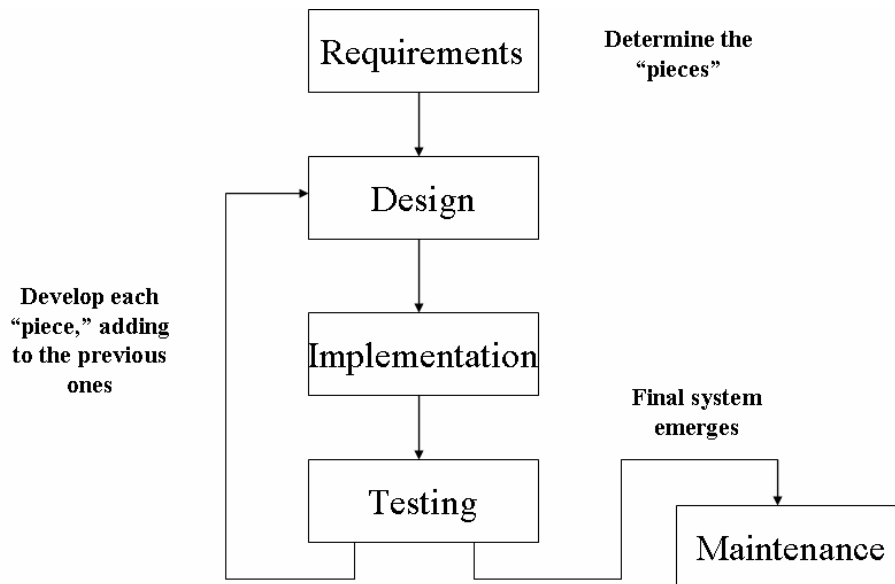 Requirements
Determine the
“pieces”
Design
Develop each
“piece,” adding
to the previous
ones
Implementation
Final system
emerges
Testing
Maintenance